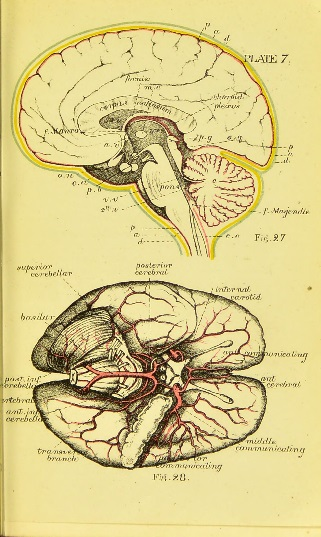 p
a
d
PLATE 7.
fornix
m.c
corpus callosum
choroid
plexus
f. Monro
p
d
o.n
p.b
v.v
pons
c
f. Magendie
p
a
d
c.c
Fig. 27
superior
cerebellar
posterior
cerebral
internal
carotid
basilar
ant. communicating
post. inf.
cerebellar
ant.
cerebral
vertebral
ant. inf.
cerebellar
middle
communicating
transverse
branch
communicating
FIG. 28.